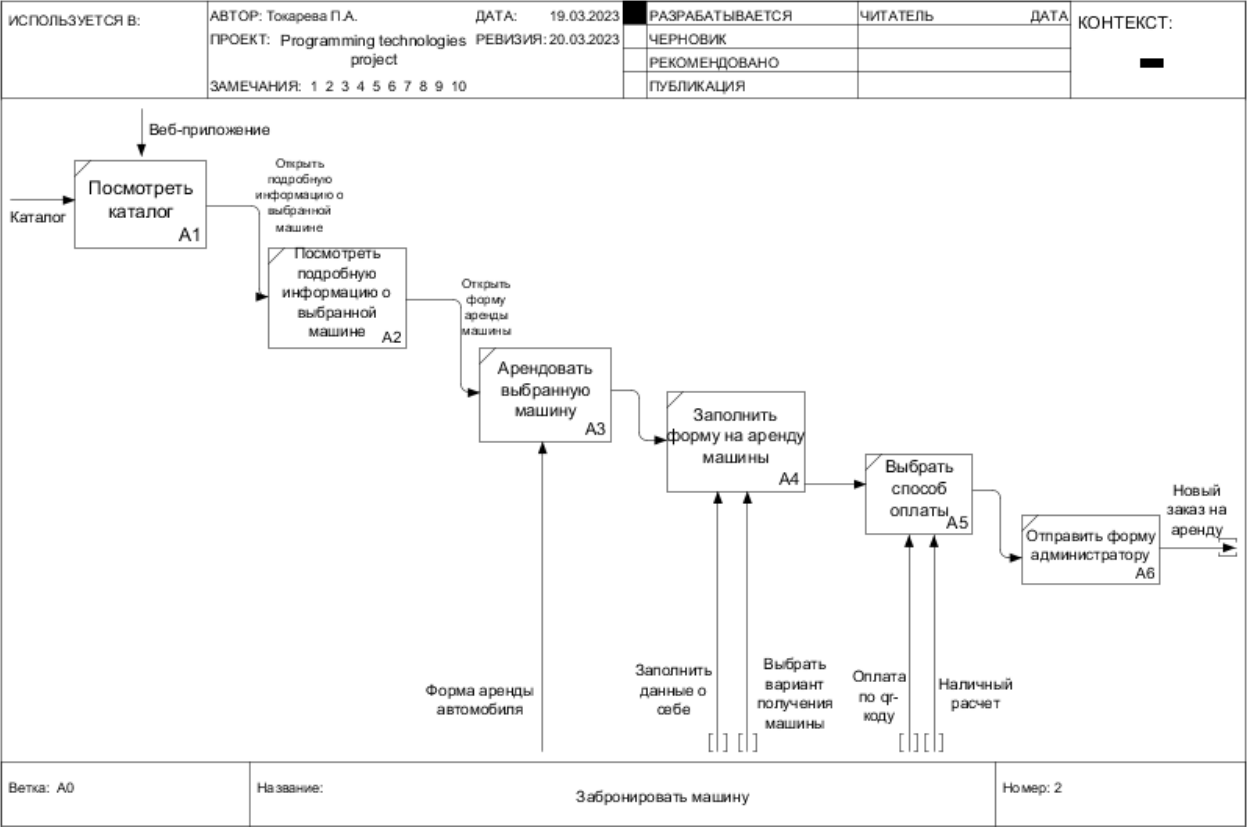 ИСПОЛЬЗУЕТСЯ В:
АВТОР: Токарева П.А.
ДАТА: 19.03.2023
ПРОЕКТ: Programming technologies
project
РЕВИЗИЯ: 20.03.2023
ЗАМЕЧАНИЯ: 1 2 3 4 5 6 7 8 9 10
РАЗРАБАТЫВАЕТСЯ
ЧЕРНОВИК
РЕКОМЕНДОВАНО
ПУБЛИКАЦИЯ
ЧИТАТЕЛЬ
ДАТА
КОНТЕКСТ:
Веб-приложение
Каталог
Посмотреть
каталог
A1
Открыть
подробную
информацию о
выбранной
машине
Посмотреть
подробную
информацию о
выбранной
машине
A2
Открыть
форму
аренды
машины
Арендовать
выбранную
машину
A3
Заполнить
форму на аренду
машины
A4
Выбрать
способ
оплаты
A5
Отправить форму
администратору
A6
Новый
заказ на
аренду
Форма аренды
автомобиля
Заполнить
данные о
себе
Выбрать
вариант
получения
машины
Оплата
по qr-
коду
Наличный
расчет
Ветка: A0
Название:
Забронировать машину
Номер: 2